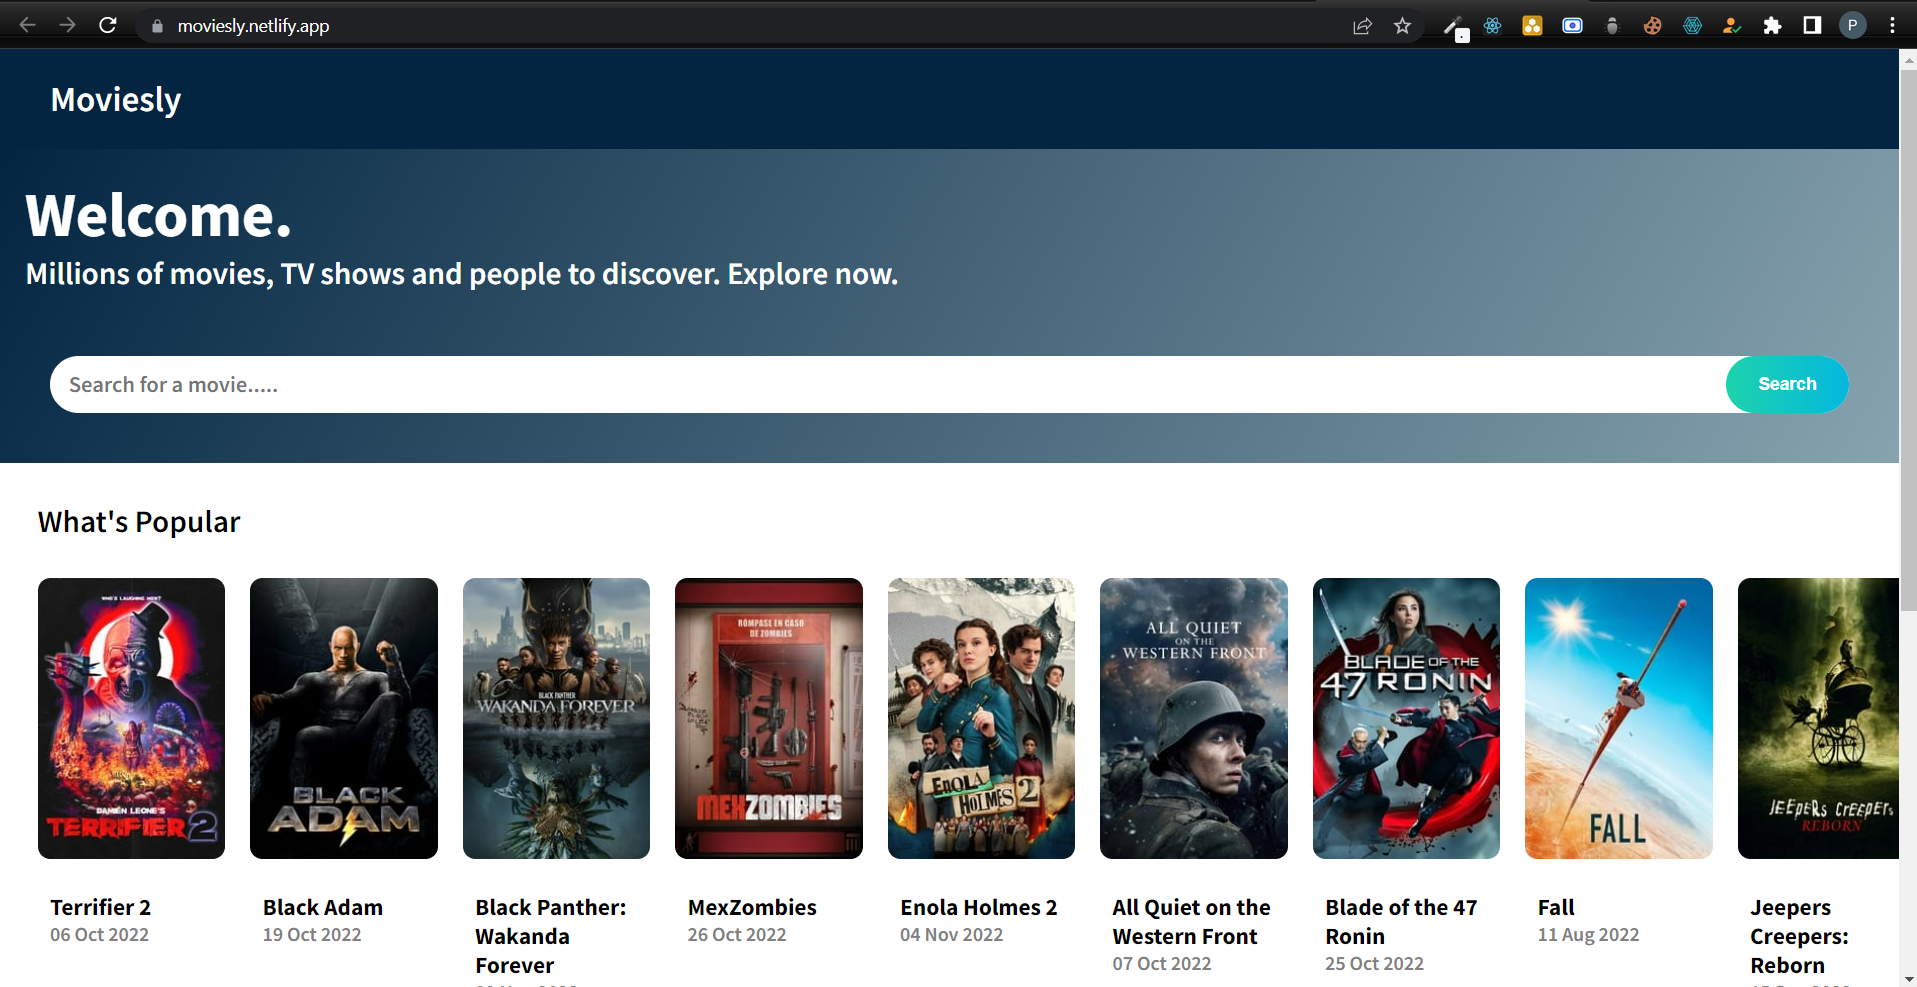 moviesly.netlify.app
P
Moviesly
Welcome.
Millions of movies, TV shows and people to discover. Explore now.
Search for a movie.....
Search
What's Popular
WHO'S LAUGHING NOW?
DAMIEN LEONE'S
TERRIFIER 2
BLACK
ADAM
BLACK PANTHER
WAKANDA FOREVER
RÓMPASE EN CASO
DE ZOMBIES
MEXZOMBIES
ENOLA
HOLMES 2
ALL QUIET
ON THE
WESTERN FRONT
BLADE OF THE
47 RONIN
FALL
JEEPERS CREEPERS
REBORN
Terrifier 2
06 Oct 2022
Black Adam
19 Oct 2022
Black Panther:
Wakanda
Forever
MexZombies
26 Oct 2022
Enola Holmes 2
04 Nov 2022
All Quiet on the
Western Front
07 Oct 2022
Blade of the 47
Ronin
25 Oct 2022
Fall
11 Aug 2022
Jeepers
Creepers:
Reborn